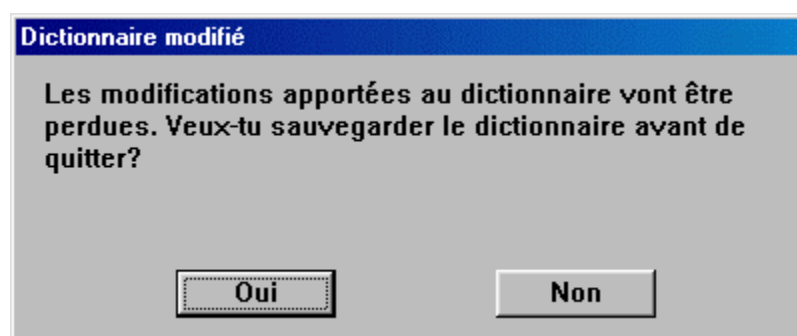 Dictionnaire modifié
Les modifications apportées au dictionnaire vont être
perdues. Veux-tu sauvegarder le dictionnaire avant de
quitter?
Oui
Non